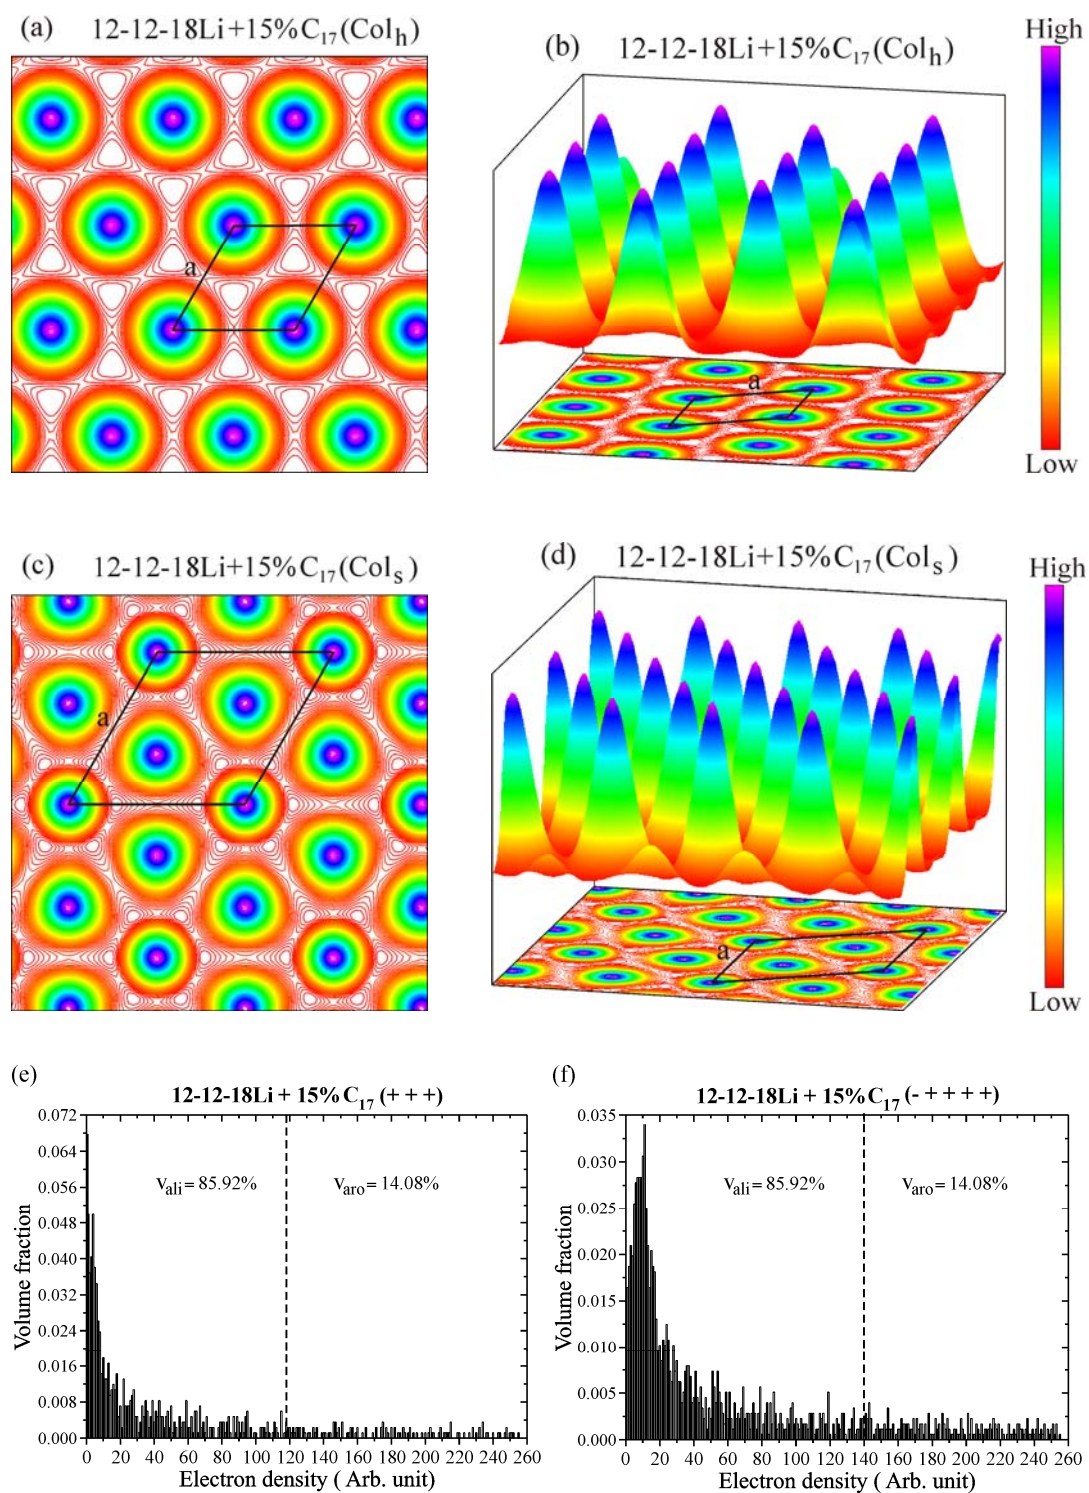 (a) 12-12-18Li+15%C₁₇(Colₕ)
a
(b) 12-12-18Li+15%C₁₇(Colₕ)
a
High
Low
(c) 12-12-18Li+15%C₁₇(Colₛ)
a
(d) 12-12-18Li+15%C₁₇(Colₛ)
a
High
Low
(e)
12-12-18Li + 15% C₁₇ (+ + +)
Volume fraction
0.072
0.064
0.056
0.048
0.040
0.032
0.024
0.016
0.008
0.000
v_ali = 85.92%
v_aro = 14.08%
0 20 40 60 80 100 120 140 160 180 200 220 240 260
Electron density ( Arb. unit)
(f)
12-12-18Li + 15% C₁₇ (- + + + +)
Volume fraction
0.035
0.030
0.025
0.020
0.015
0.010
0.005
0.000
v_ali = 85.92%
v_aro = 14.08%
0 20 40 60 80 100 120 140 160 180 200 220 240 260
Electron density ( Arb. unit)